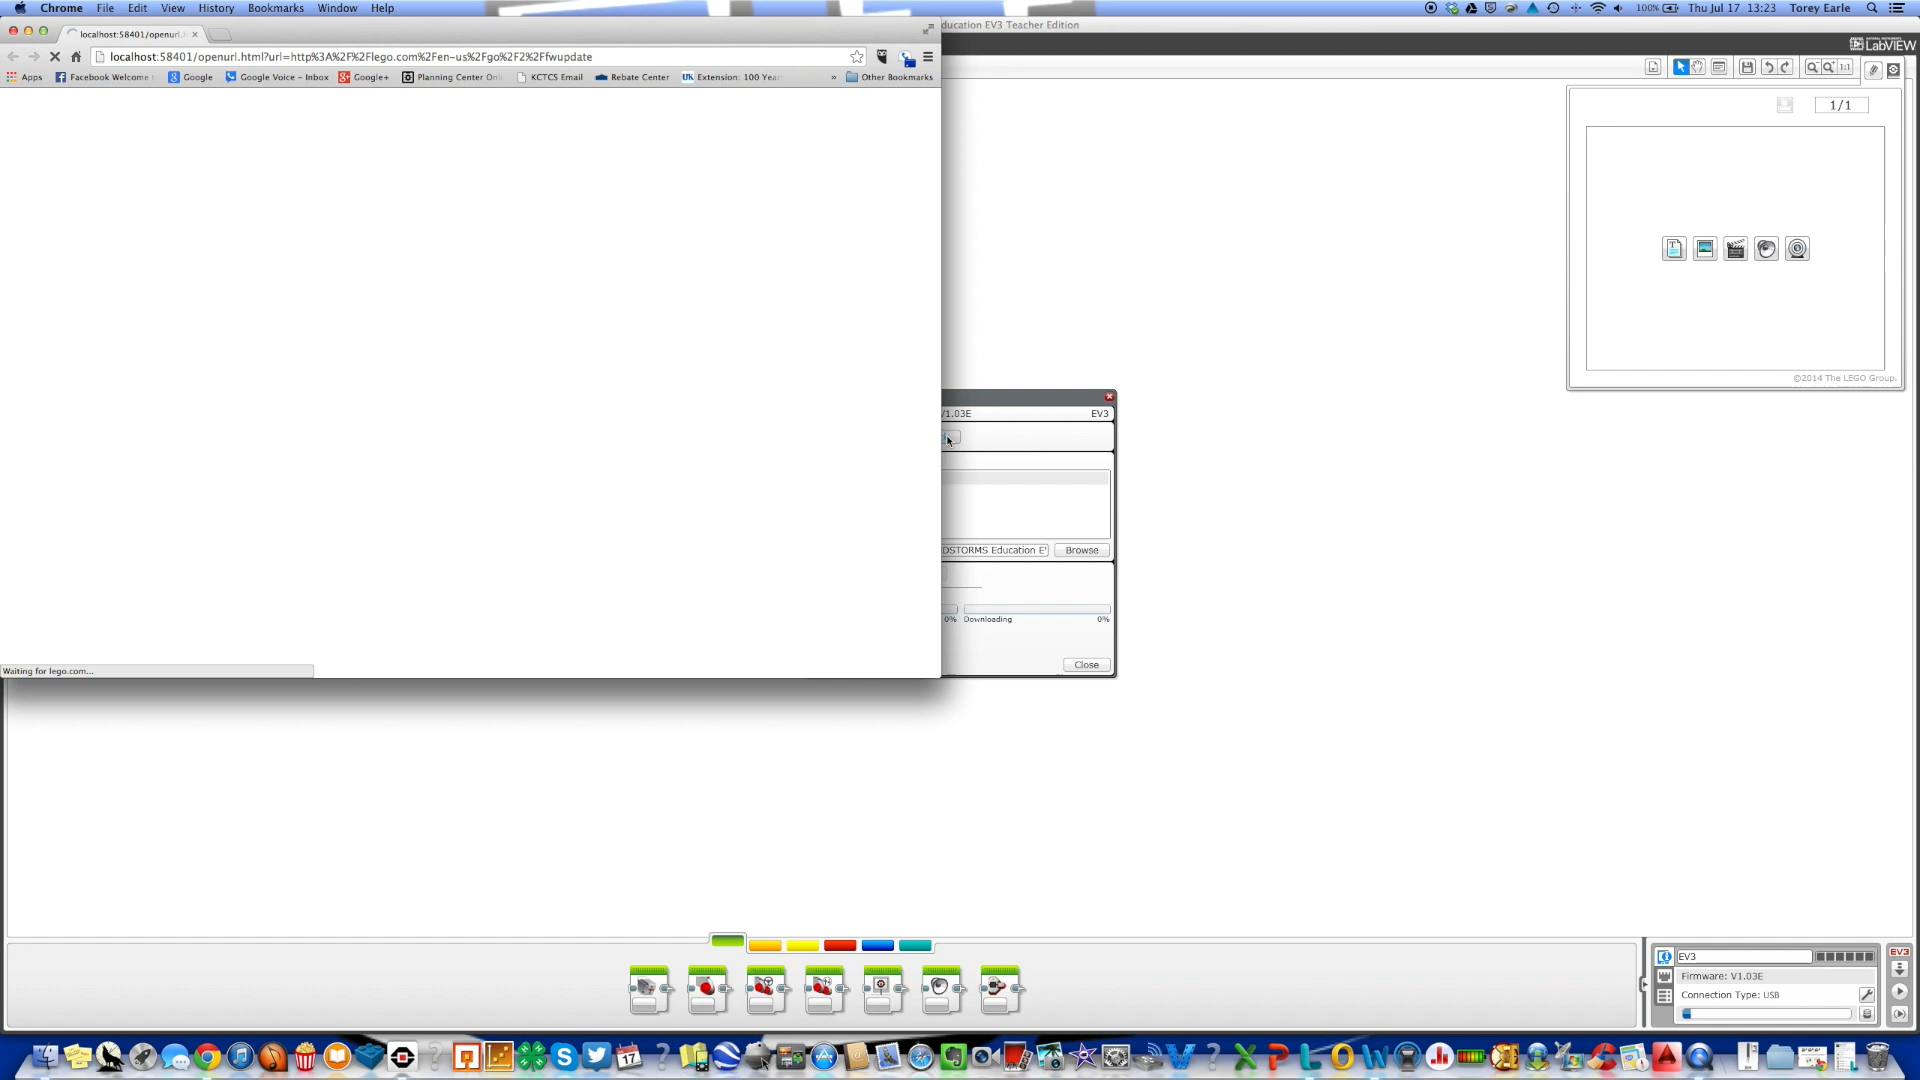 Chrome File Edit View History Bookmarks Window Help
100% Thu Jul 17 13:23 Torey Earle
localhost:58401/openurl.
ducation EV3 Teacher Edition
LabVIEW
localhost:58401/openurl.html?url=http%3A%2F%2Flego.com%2Fen-us%2Fgo%2F2%2Ffwupdate
Apps Facebook Welcome Google Google Voice - Inbox Google+ Planning Center Onl KCTCS Email Rebate Center UK Extension: 100 Year » Other Bookmarks
1:1
1/1
©2014 The LEGO Group.
V1.03E EV3
DSTORMS Education E' Browse
0% Downloading 0%
Close
Waiting for lego.com...
EV3 EV3
Firmware: V1.03E
Connection Type: USB
17